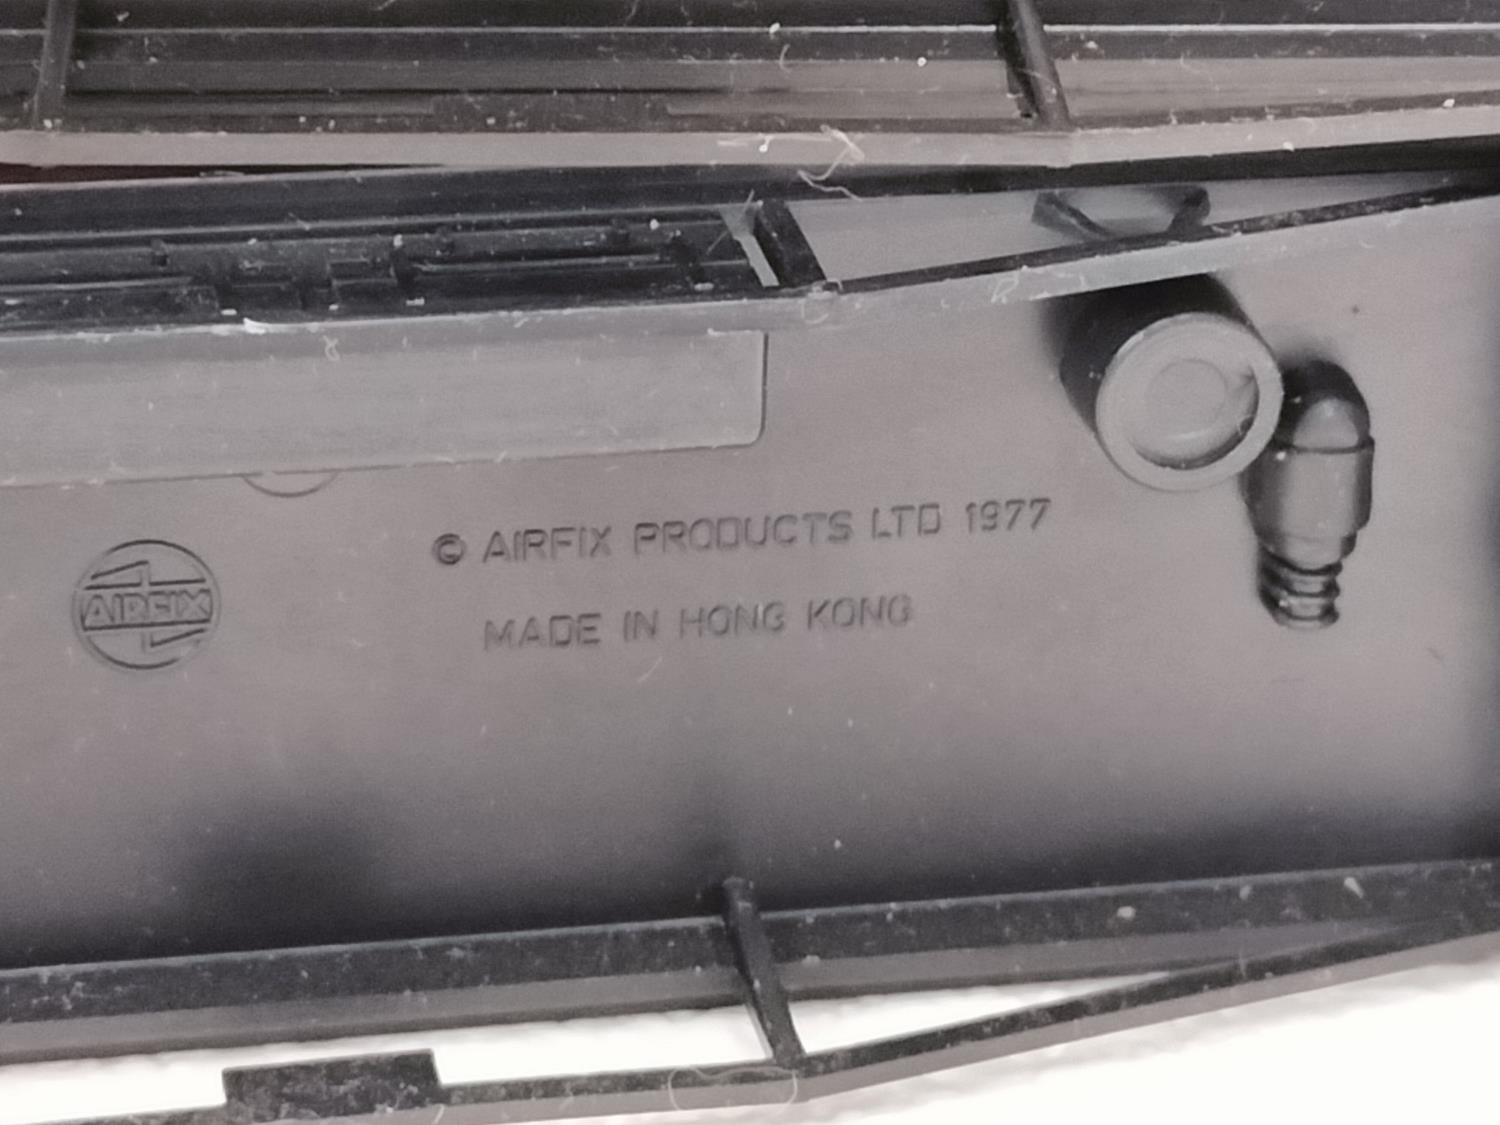 © AIRFIX PRODUCTS LTD 1977
AIRFIX
MADE IN HONG KONG